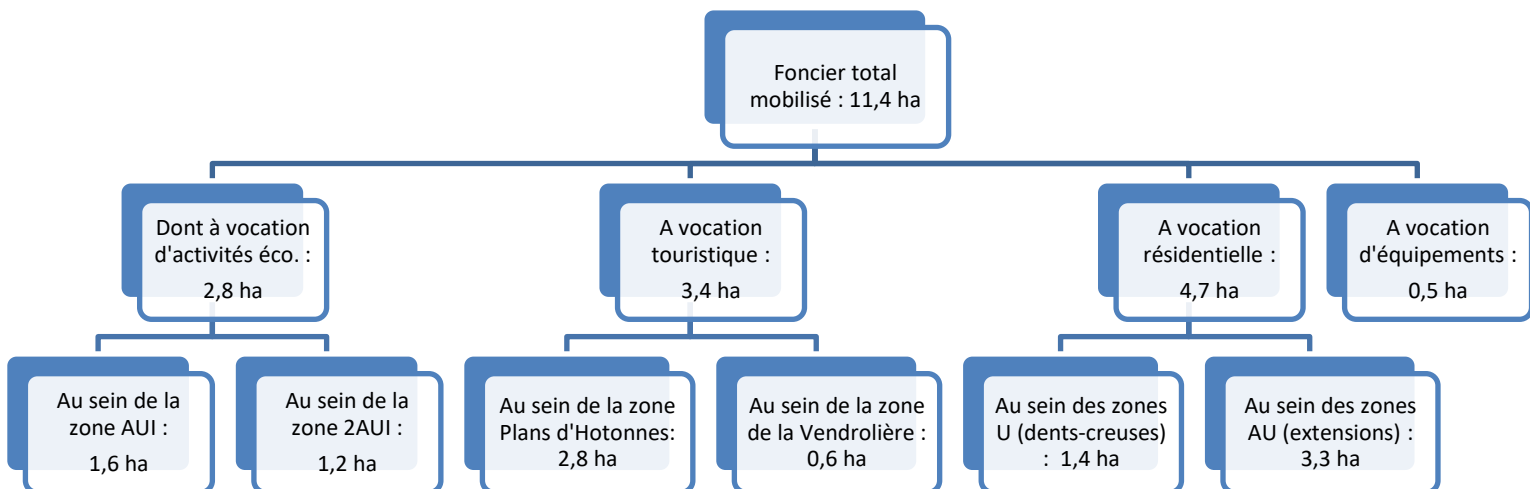 Foncier total
mobilisé : 11,4 ha
Dont à vocation
d'activités éco. :
2,8 ha
A vocation
touristique :
3,4 ha
A vocation
résidentielle :
4,7 ha
A vocation
d'équipements :
0,5 ha
Au sein de la
zone AUI :
1,6 ha
Au sein de la
zone 2AUI :
1,2 ha
Au sein de la zone
Plans d'Hotonnes:
2,8 ha
Au sein de la zone
de la Vendrolière :
0,6 ha
Au sein des zones
U (dents-creuses)
: 1,4 ha
Au sein des zones
AU (extensions) :
3,3 ha